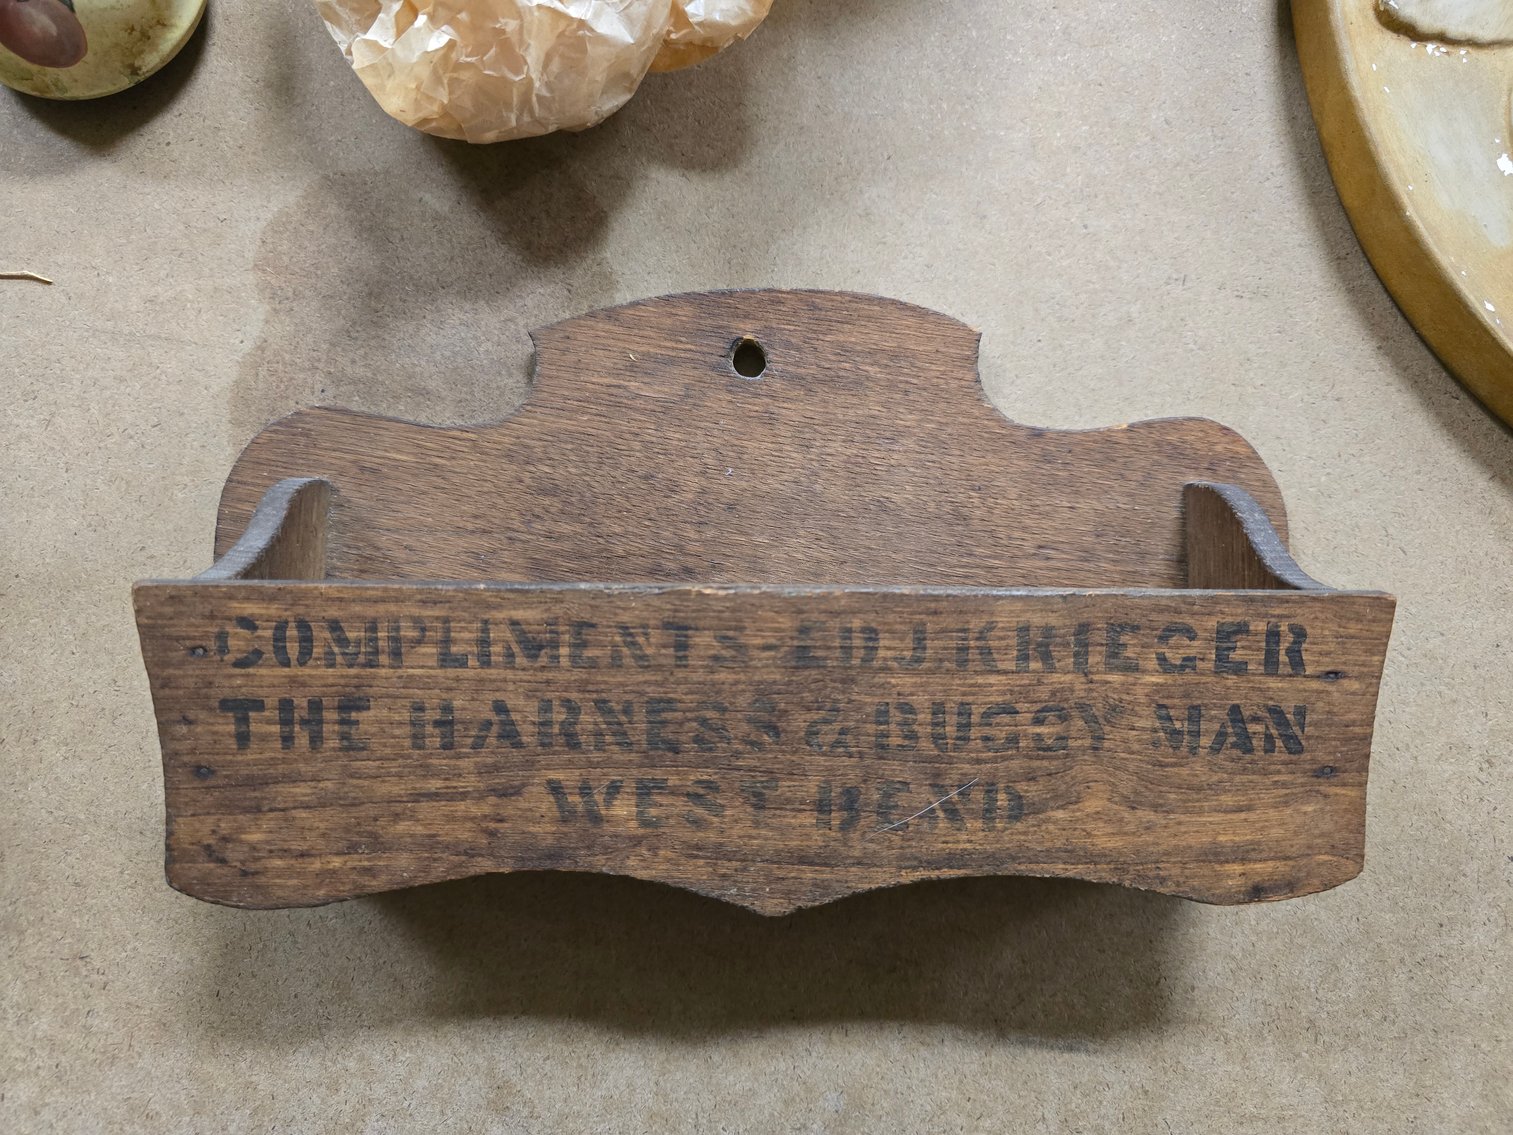 COMPLIMENTS-ED.J.KRIEGER
THE HARNESS & BUGGY MAN
WEST BEND